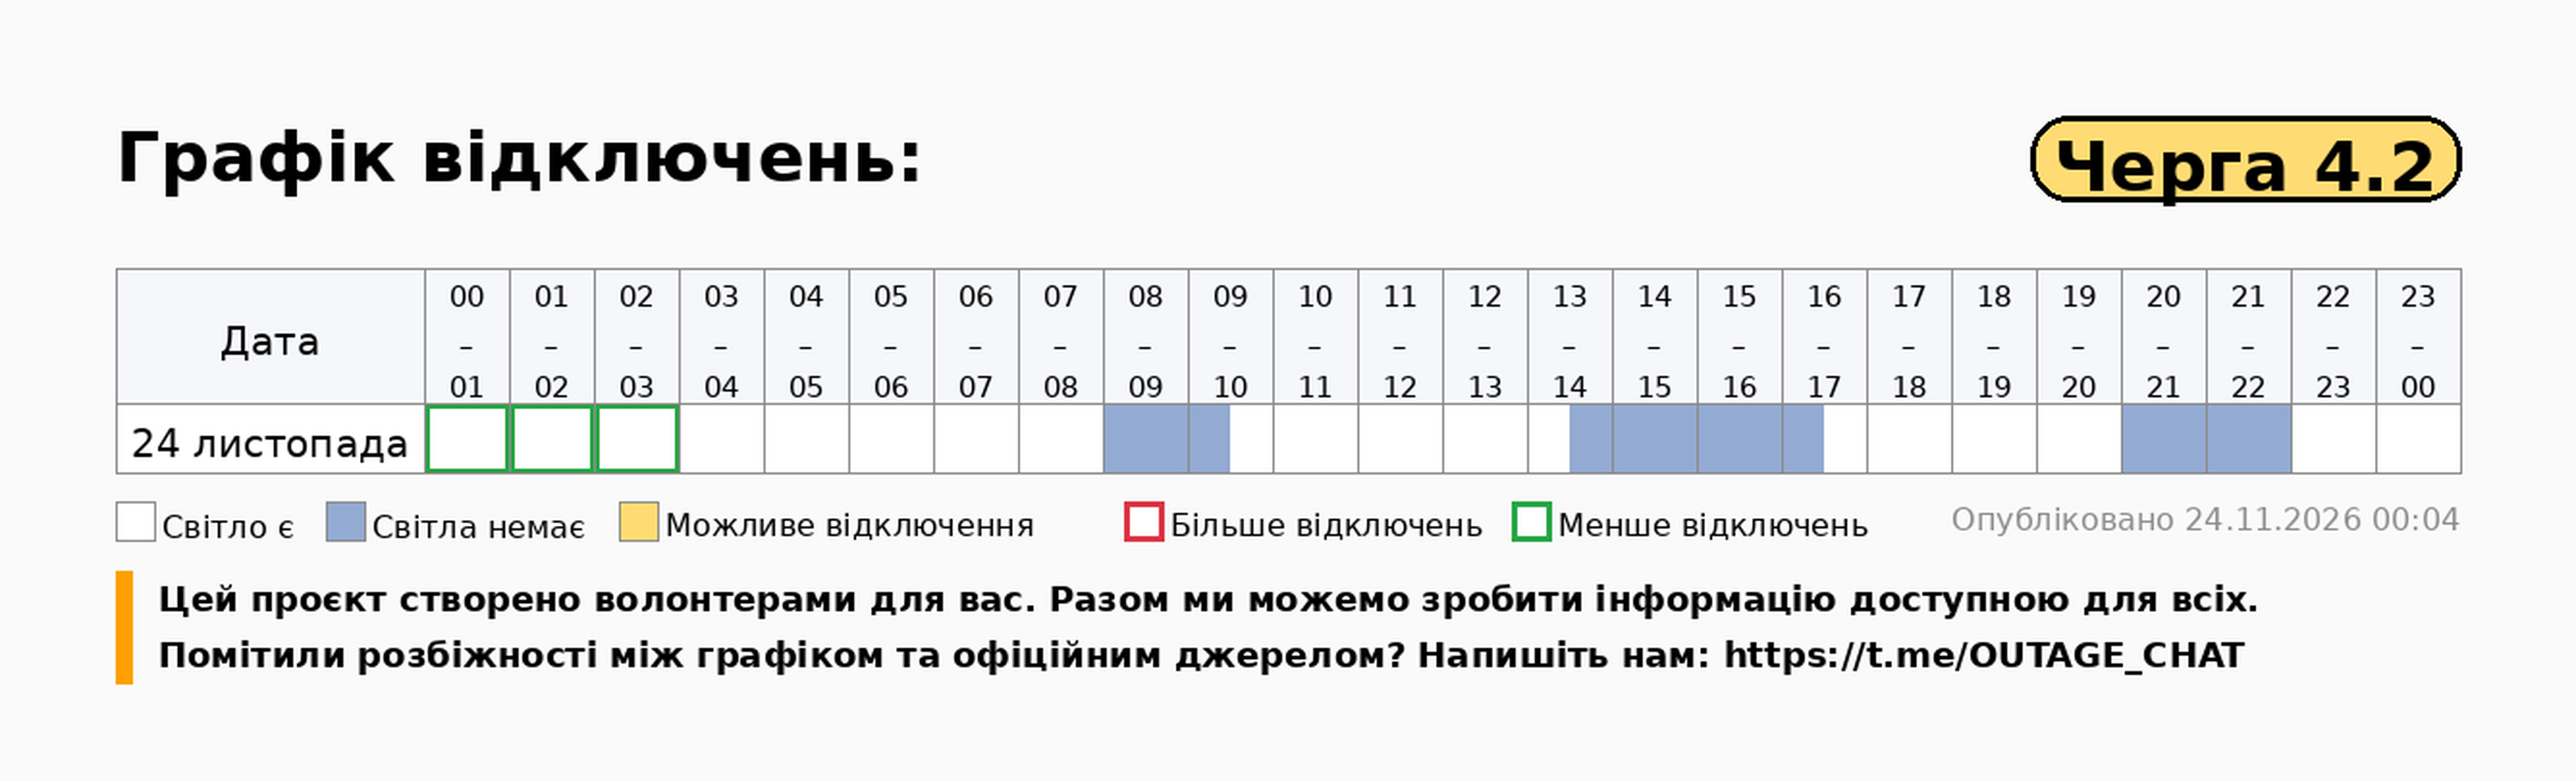 Графік відключень:
Черга 4.2
Дата
00 – 01
01 – 02
02 – 03
03 – 04
04 – 05
05 – 06
06 – 07
07 – 08
08 – 09
09 – 10
10 – 11
11 – 12
12 – 13
13 – 14
14 – 15
15 – 16
16 – 17
17 – 18
18 – 19
19 – 20
20 – 21
21 – 22
22 – 23
23 – 00
24 листопада
Світло є
Світла немає
Можливе відключення
Більше відключень
Менше відключень
Опубліковано 24.11.2026 00:04
Цей проєкт створено волонтерами для вас. Разом ми можемо зробити інформацію доступною для всіх.
Помітили розбіжності між графіком та офіційним джерелом? Напишіть нам: https://t.me/OUTAGE_CHAT